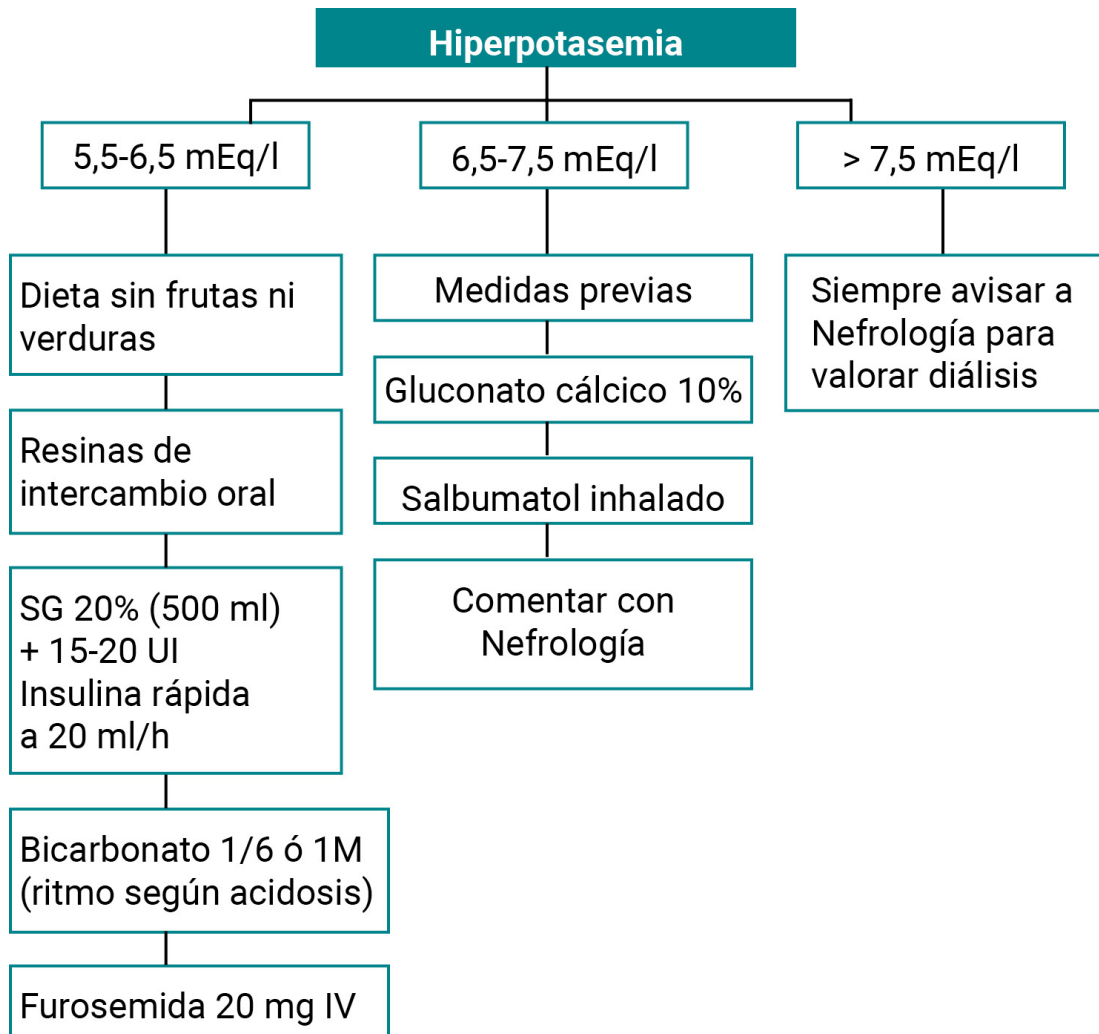 Hiperpotasemia
5,5-6,5 mEq/l
6,5-7,5 mEq/l
> 7,5 mEq/l
Dieta sin frutas ni
verduras
Resinas de
intercambio oral
SG 20% (500 ml)
+ 15-20 UI
Insulina rápida
a 20 ml/h
Bicarbonato 1/6 ó 1M
(ritmo según acidosis)
Furosemida 20 mg IV
Medidas previas
Gluconato cálcico 10%
Salbumatol inhalado
Comentar con
Nefrología
Siempre avisar a
Nefrología para
valorar diálisis